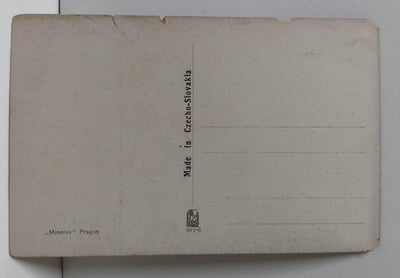 Made in Czecho-Slovakia
„Minerva" Prague